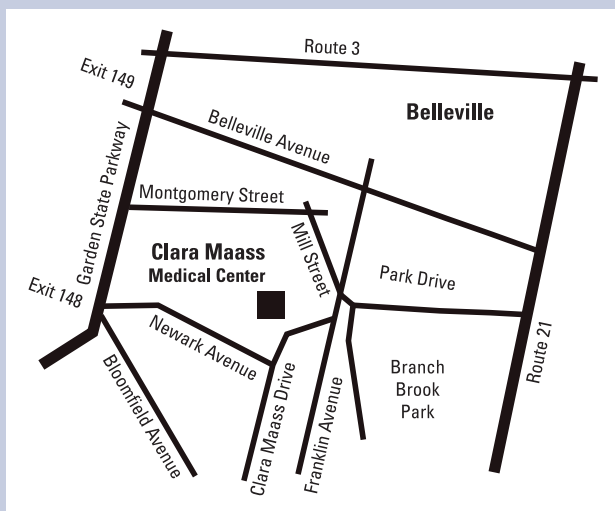 Route 3
Exit 149
Belleville
Belleville Avenue
Garden State Parkway
Montgomery Street
Mill Street
Clara Maass
Medical Center
Park Drive
Exit 148
Newark Avenue
Route 21
Bloomfield Avenue
Clara Maass Drive
Franklin Avenue
Branch
Brook
Park